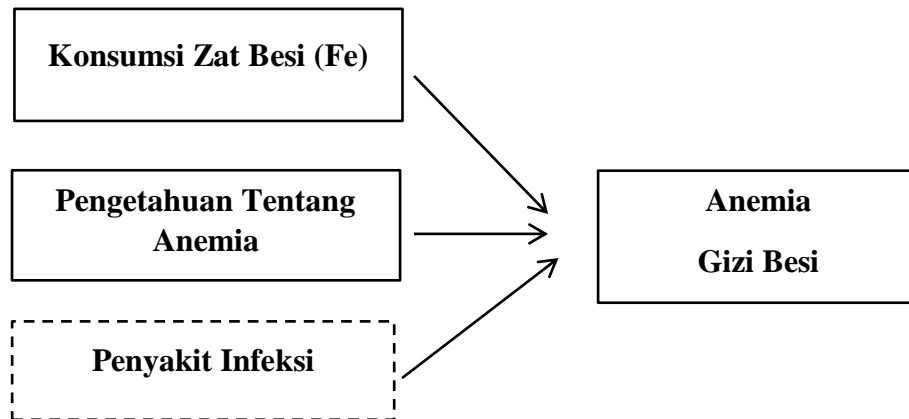 Konsumsi Zat Besi (Fe)
Pengetahuan Tentang
Anemia
Penyakit Infeksi
Anemia
Gizi Besi